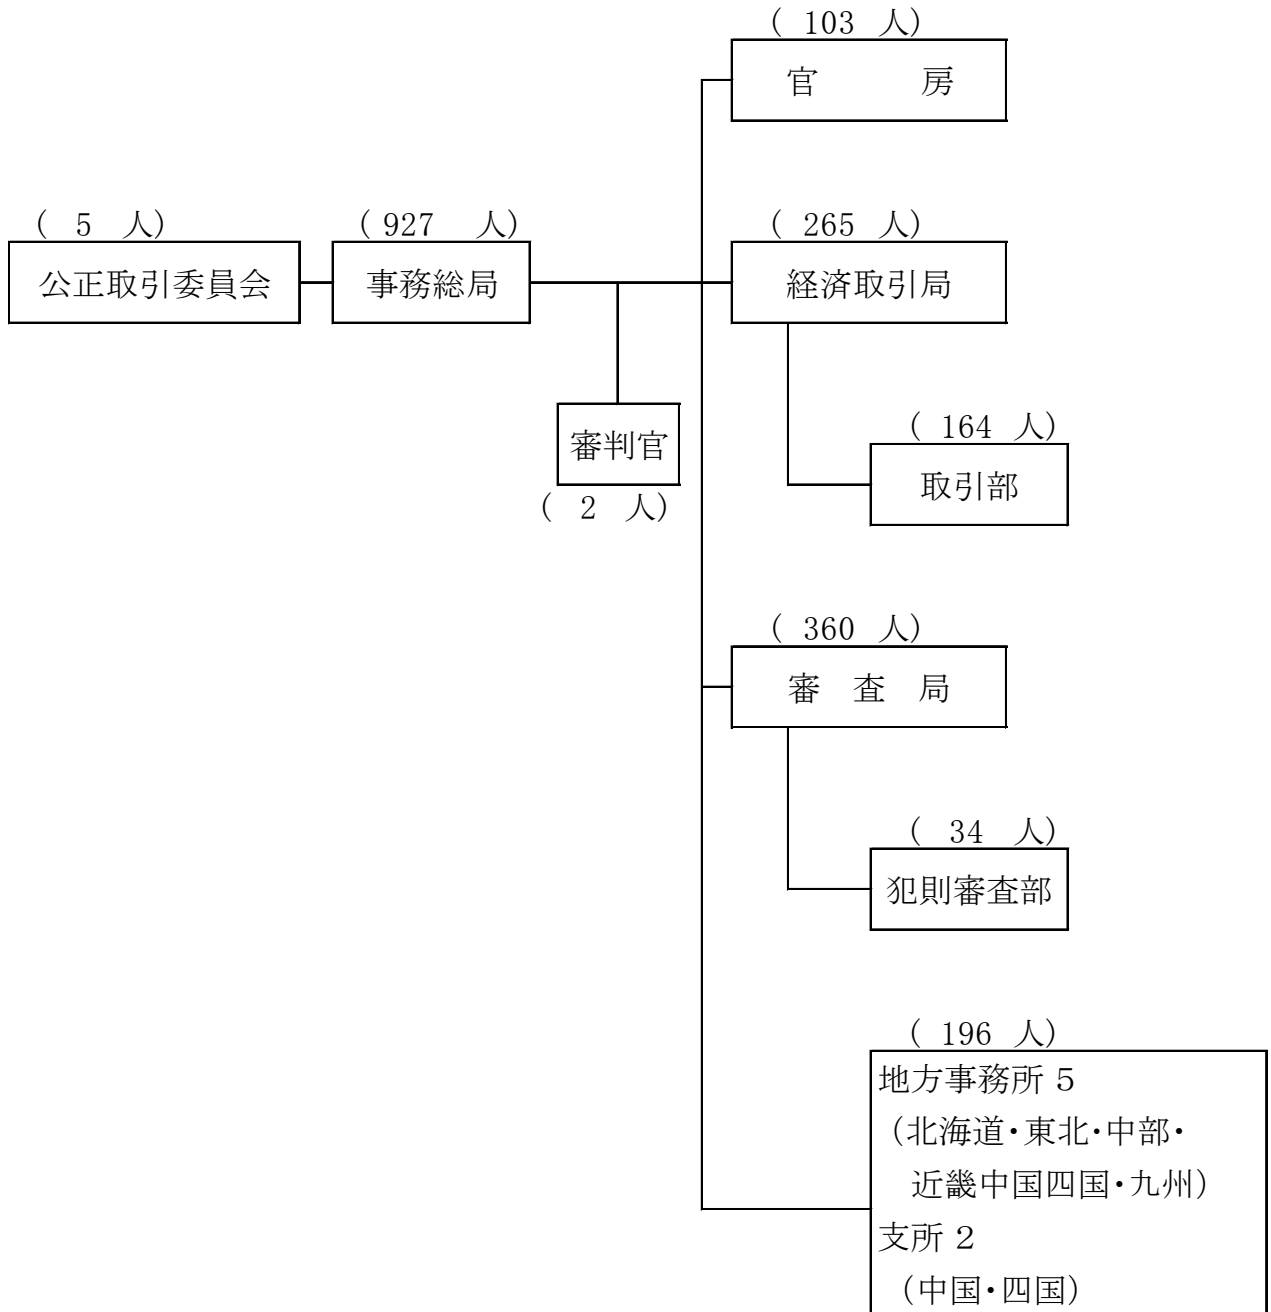 ( 103 人)
官 房
( 5 人)
公正取引委員会
( 927 人)
事務総局
( 265 人)
経済取引局
審判官
( 2 人)
( 164 人)
取引部
( 360 人)
審 査 局
( 34 人)
犯則審査部
( 196 人)
地方事務所 5
(北海道・東北・中部・
近畿中国四国・九州)
支所 2
(中国・四国)